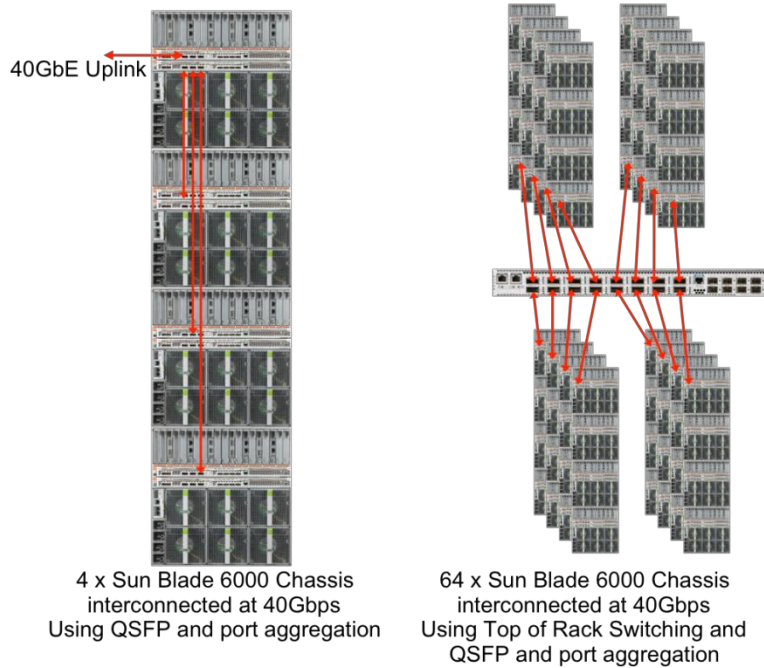 40GbE Uplink
4 x Sun Blade 6000 Chassis
interconnected at 40Gbps
Using QSFP and port aggregation
64 x Sun Blade 6000 Chassis
interconnected at 40Gbps
Using Top of Rack Switching and
QSFP and port aggregation